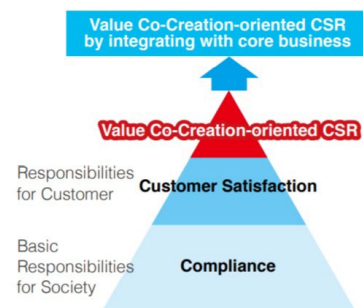 Value Co-Creation-oriented CSR
by integrating with core business
Value Co-Creation-oriented CSR
Responsibilities
for Customer
Customer Satisfaction
Basic
Responsibilities
for Society
Compliance